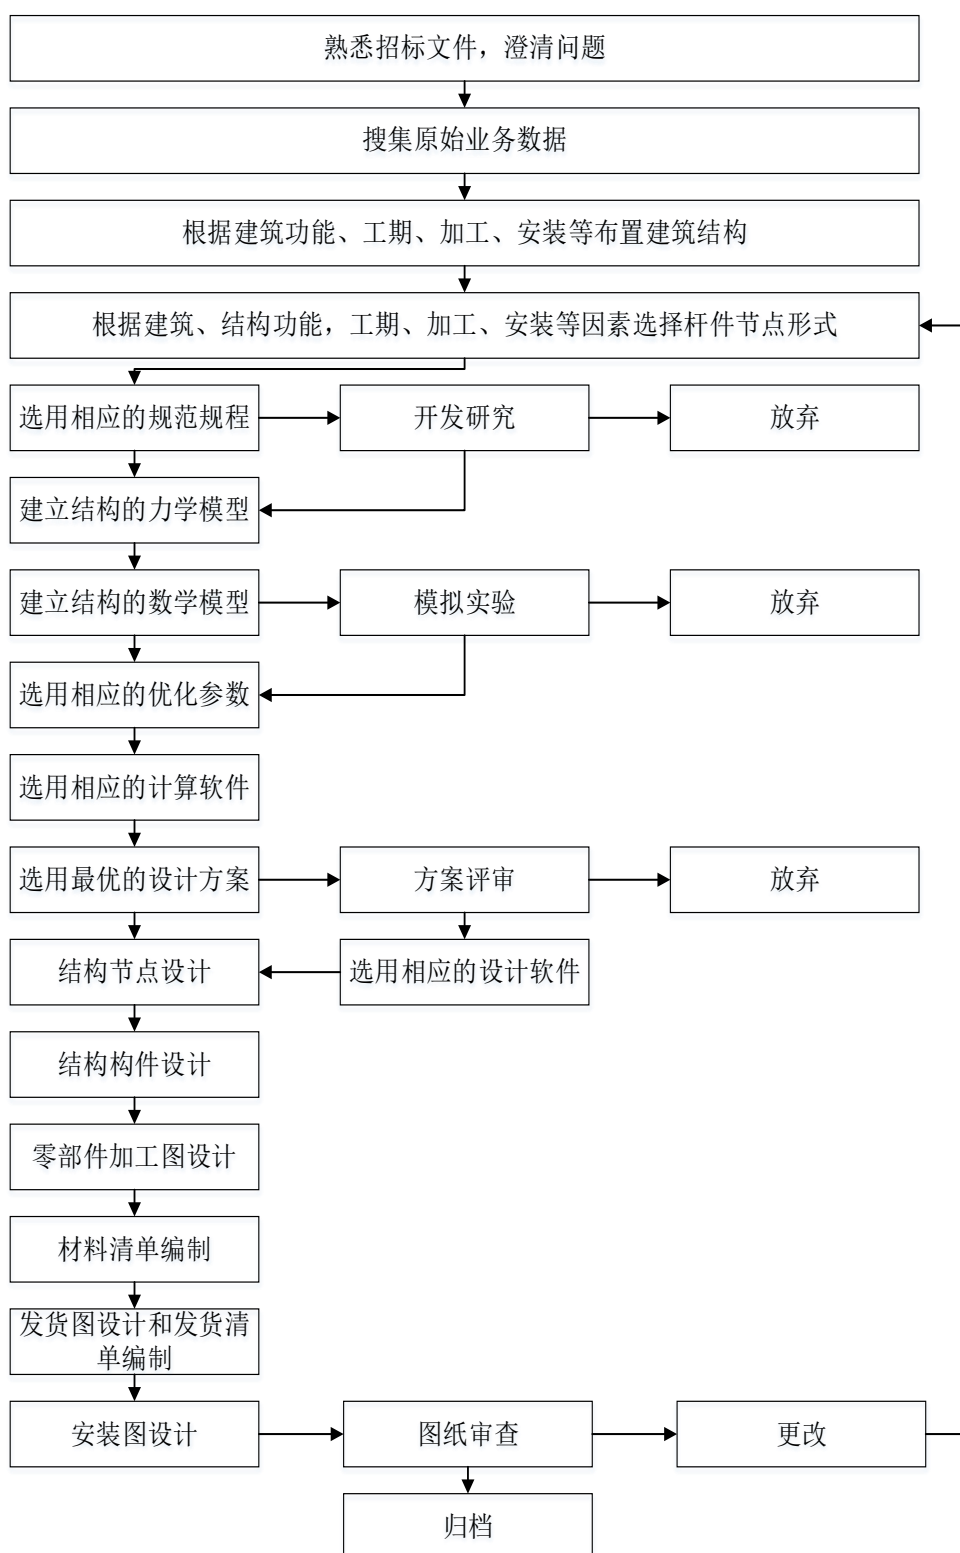 熟悉招标文件，澄清问题
搜集原始业务数据
根据建筑功能、工期、加工、安装等布置建筑结构
根据建筑、结构功能，工期、加工、安装等因素选择杆件节点形式
选用相应的规范规程
开发研究
放弃
建立结构的力学模型
建立结构的数学模型
模拟实验
放弃
选用相应的优化参数
选用相应的计算软件
选用最优的设计方案
方案评审
放弃
结构节点设计
选用相应的设计软件
结构构件设计
零部件加工图设计
材料清单编制
发货图设计和发货清
单编制
安装图设计
图纸审查
更改
归档